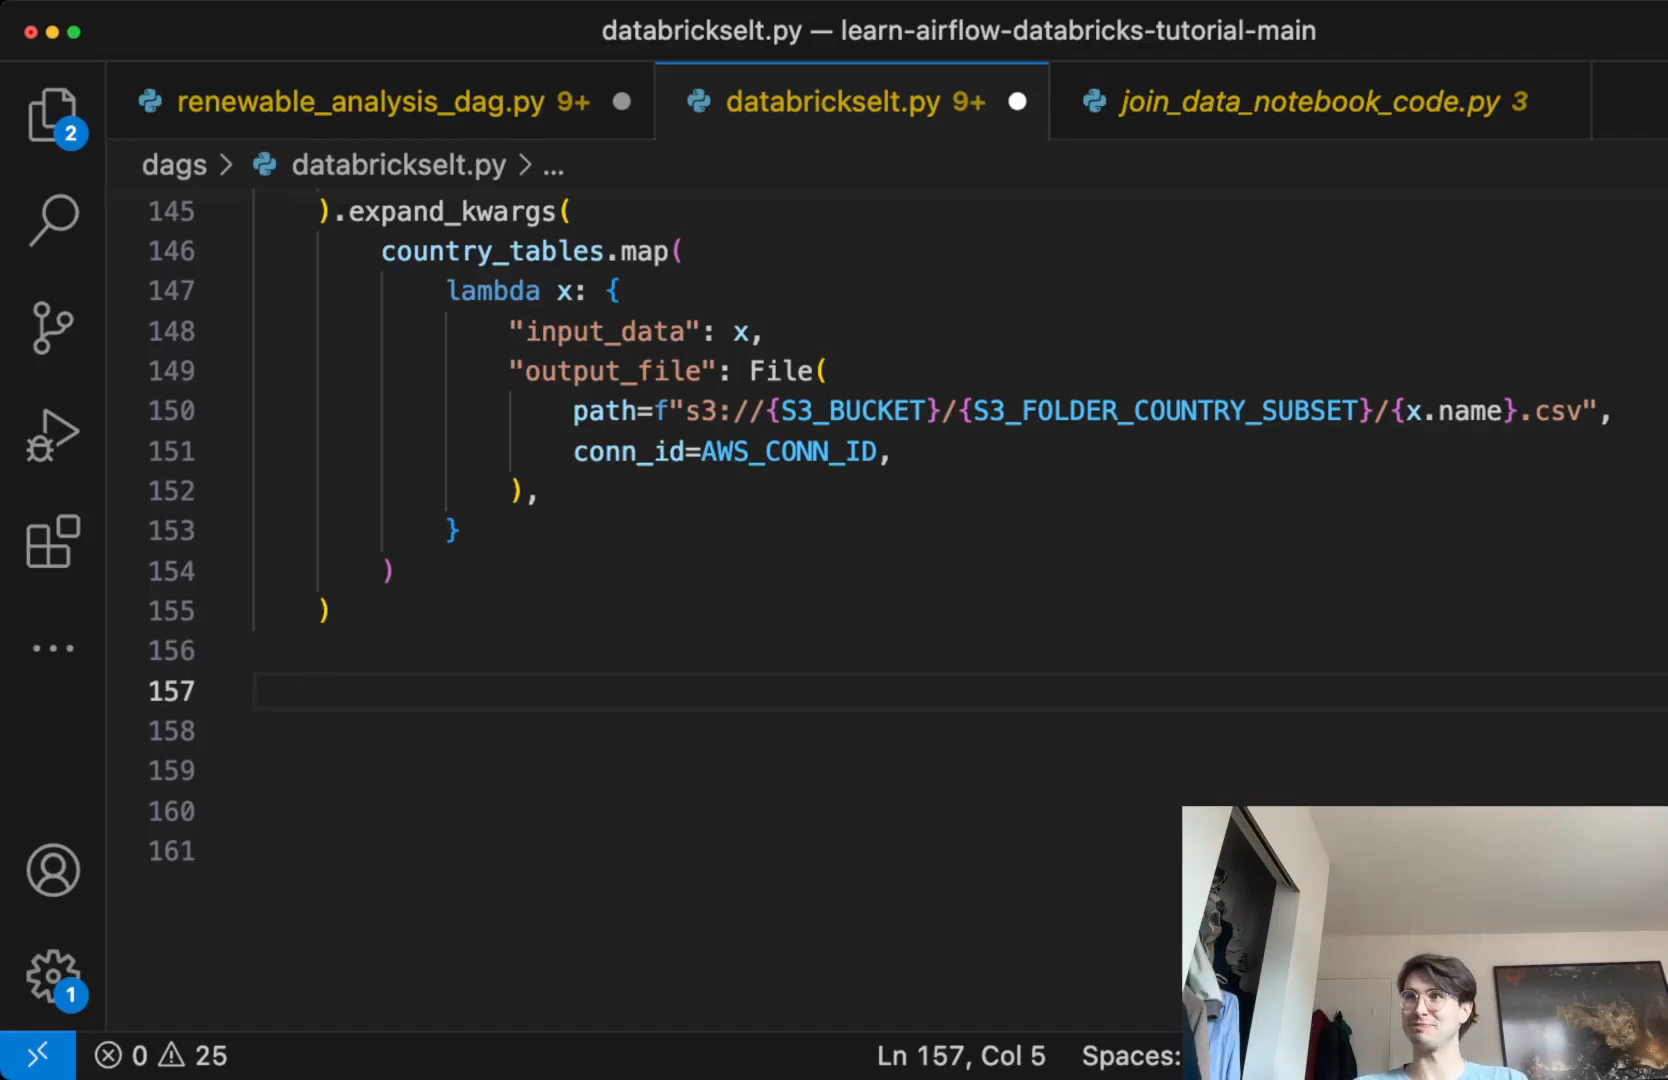 databrickselt.py — learn-airflow-databricks-tutorial-main
renewable_analysis_dag.py 9+
databrickselt.py 9+
join_data_notebook_code.py 3
2
dags > databrickselt.py > ...
145 ).expand_kwargs(
146 country_tables.map(
147 lambda x: {
148 "input_data": x,
149 "output_file": File(
150 path=f"s3://{S3_BUCKET}/{S3_FOLDER_COUNTRY_SUBSET}/{x.name}.csv",
151 conn_id=AWS_CONN_ID,
152 ),
153 }
154 )
155 )
156
157
158
159
160
161
1
0 25
Ln 157, Col 5 Spaces: